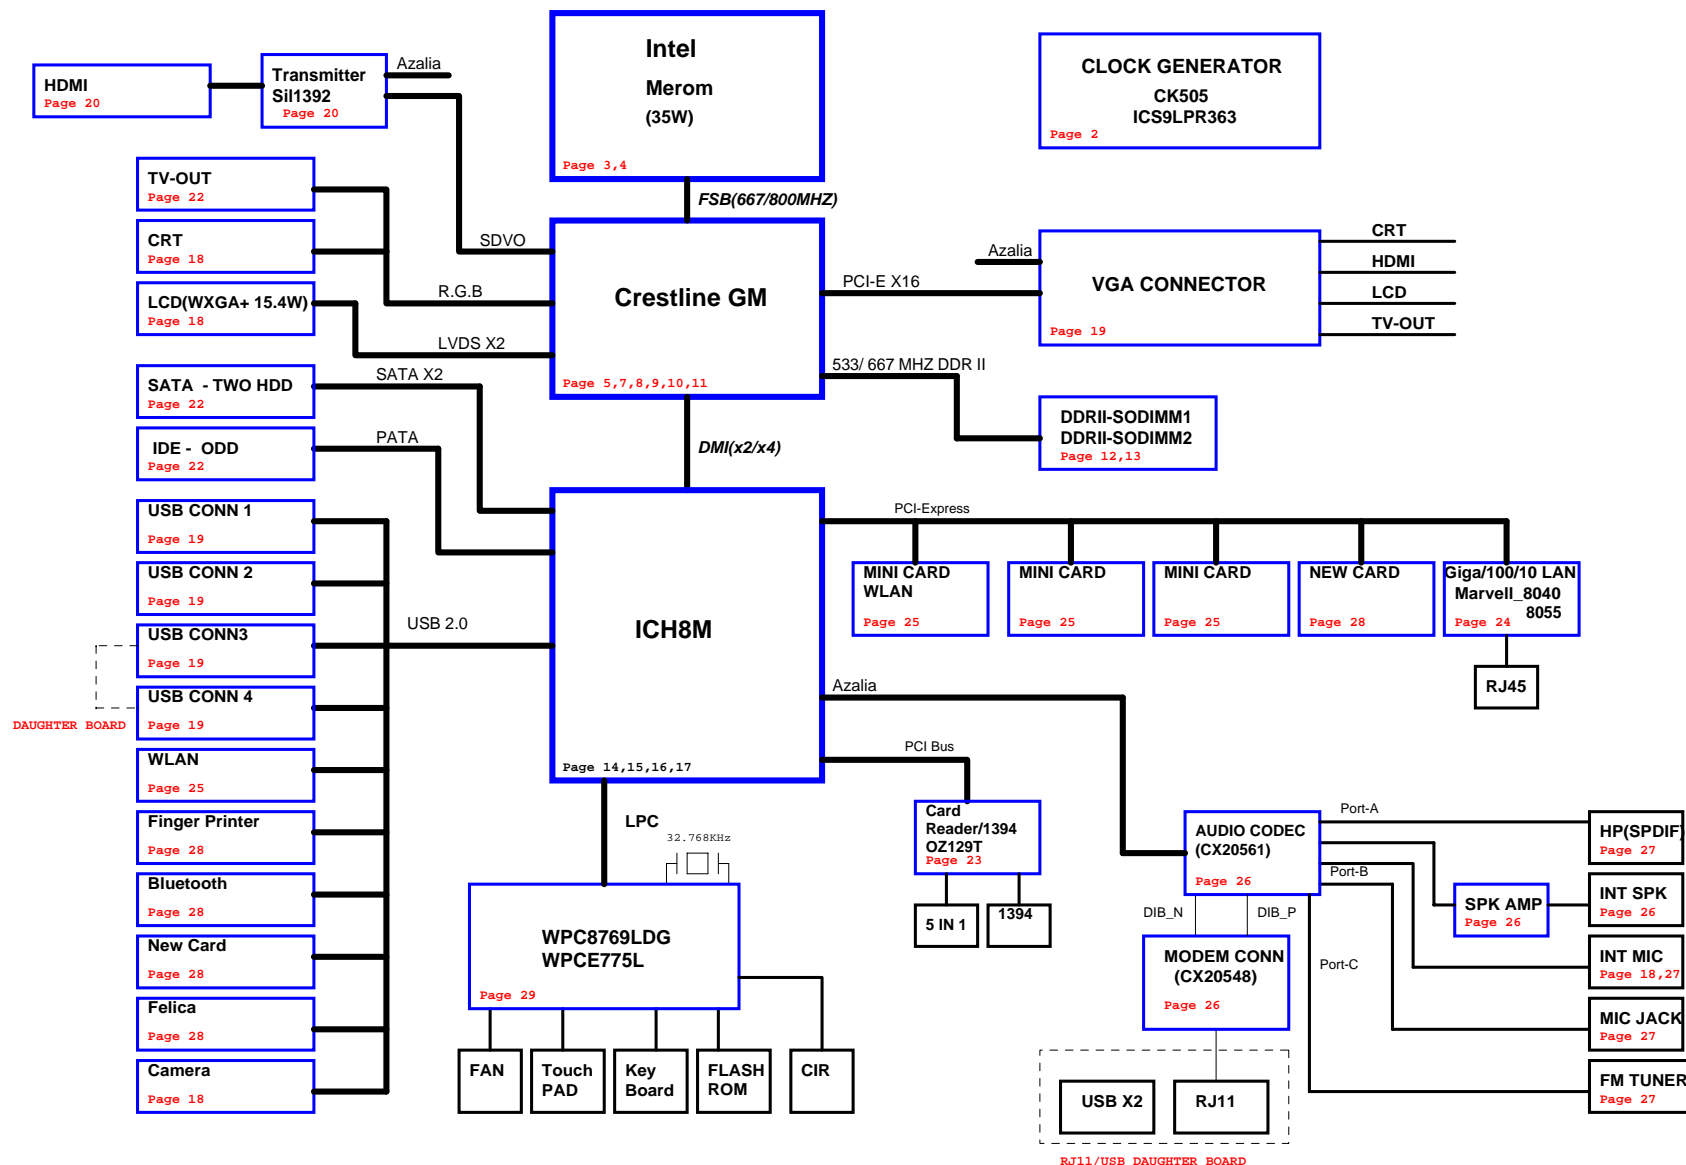 Intel
Merom
(35W)
Page 3,4
CLOCK GENERATOR
CK505
ICS9LPR363
Page 2
HDMI
Page 20
Transmitter
Sil1392
Page 20
Azalia
TV-OUT
Page 22
CRT
Page 18
LCD(WXGA+ 15.4W)
Page 18
SATA - TWO HDD
Page 22
IDE - ODD
Page 22
SDVO
R.G.B
LVDS X2
SATA X2
PATA
FSB(667/800MHZ)
Crestline GM
Page 5,7,8,9,10,11
DMI(x2/x4)
Azalia
PCI-E X16
VGA CONNECTOR
Page 19
CRT
HDMI
LCD
TV-OUT
533/ 667 MHZ DDR II
DDRII-SODIMM1
DDRII-SODIMM2
Page 12,13
USB CONN 1
Page 19
USB CONN 2
Page 19
USB CONN3
Page 19
USB CONN 4
Page 19
DAUGHTER BOARD
WLAN
Page 25
Finger Printer
Page 28
Bluetooth
Page 28
New Card
Page 28
Felica
Page 28
Camera
Page 18
USB 2.0
ICH8M
Page 14,15,16,17
PCI-Express
MINI CARD
WLAN
Page 25
MINI CARD
Page 25
MINI CARD
Page 25
NEW CARD
Page 28
Giga/100/10 LAN
Marvell_8040
8055
Page 24
RJ45
Azalia
PCI Bus
Card
Reader/1394
OZ129T
Page 23
5 IN 1
1394
LPC
32.768KHz
WPC8769LDG
WPCE775L
Page 29
FAN
Touch
PAD
Key
Board
FLASH
ROM
CIR
AUDIO CODEC
(CX20561)
Page 26
DIB_N
DIB_P
MODEM CONN
(CX20548)
Page 26
USB X2
RJ11
RJ11/USB DAUGHTER BOARD
Port-A
Port-B
Port-C
SPK AMP
Page 26
HP(SPDIF)
Page 27
INT SPK
Page 26
INT MIC
Page 18,27
MIC JACK
Page 27
FM TUNER
Page 27